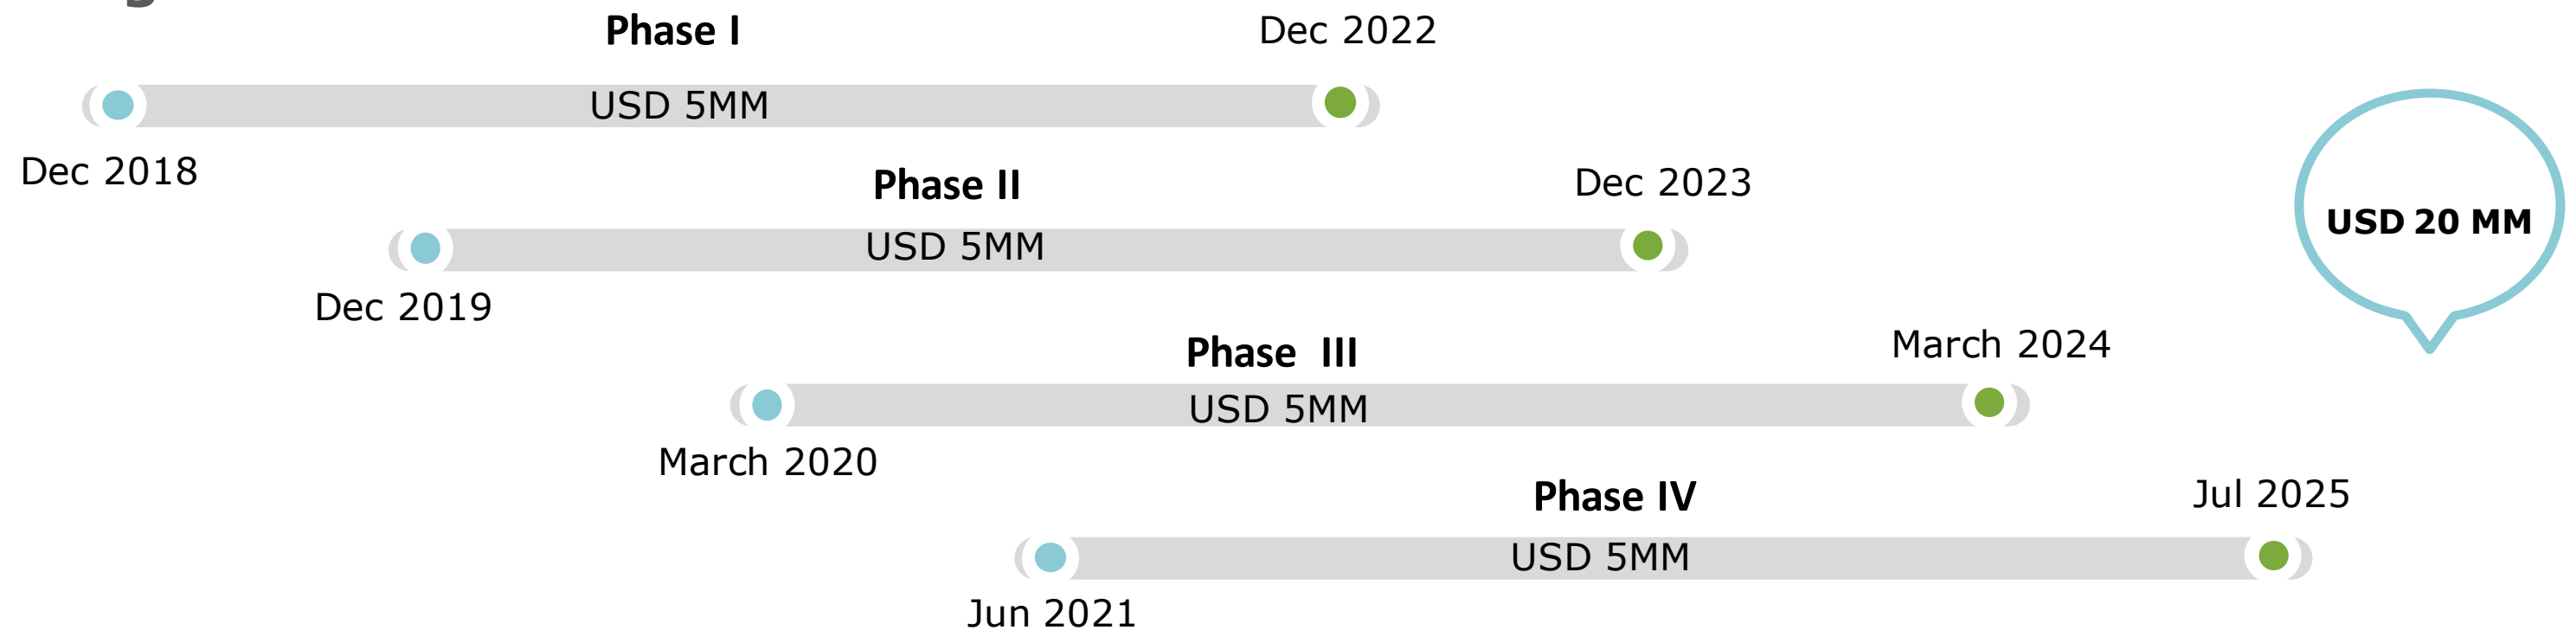 Phase I
Dec 2022
USD 5MM
Dec 2018
Phase II
Dec 2023
USD 5MM
Dec 2019
USD 20 MM
Phase  III
March 2024
USD 5MM
March 2020
Phase IV
Jul 2025
USD 5MM
Jun 2021